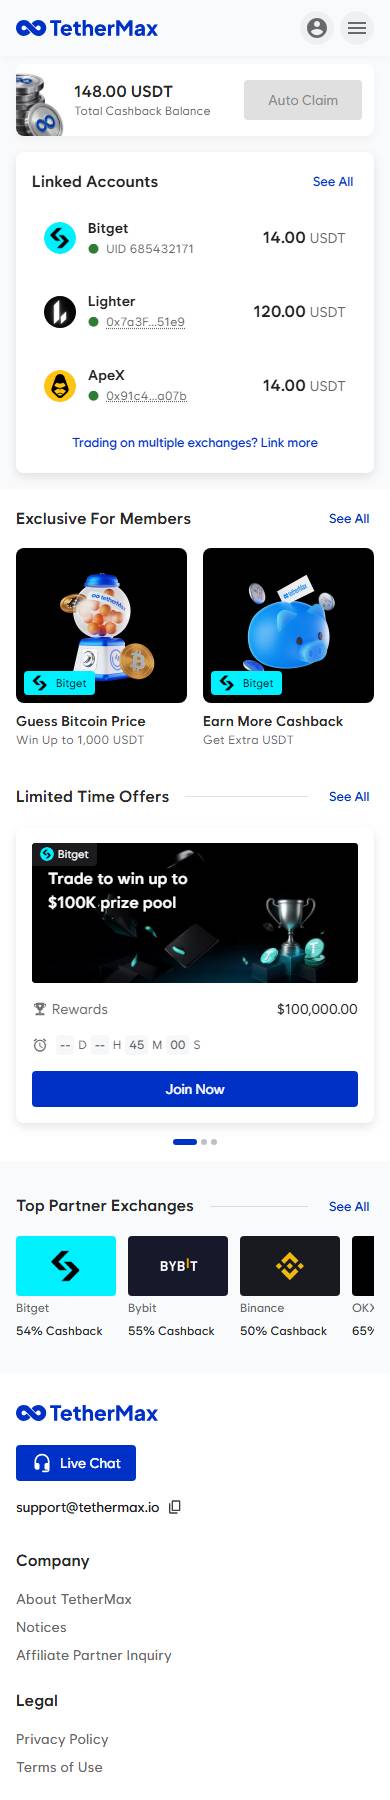 TetherMax
148.00 USDT
Total Cashback Balance
Auto Claim
Linked Accounts
See All
Bitget
UID 685432171
14.00 USDT
Lighter
0x7a3F...51e9
120.00 USDT
ApeX
0x91c4...a07b
14.00 USDT
Trading on multiple exchanges? Link more
Exclusive For Members
See All
tetherMax
Bitget
Bitget
Guess Bitcoin Price
Win Up to 1,000 USDT
Earn More Cashback
Get Extra USDT
Limited Time Offers
See All
Bitget
Trade to win up to
$100K prize pool
Rewards
$100,000.00
-- D -- H 45 M 00 S
Join Now
Top Partner Exchanges
See All
BYBIT
Bitget
54% Cashback
Bybit
55% Cashback
Binance
50% Cashback
OKX
65%
TetherMax
Live Chat
support@tethermax.io
Company
About TetherMax
Notices
Affiliate Partner Inquiry
Legal
Privacy Policy
Terms of Use